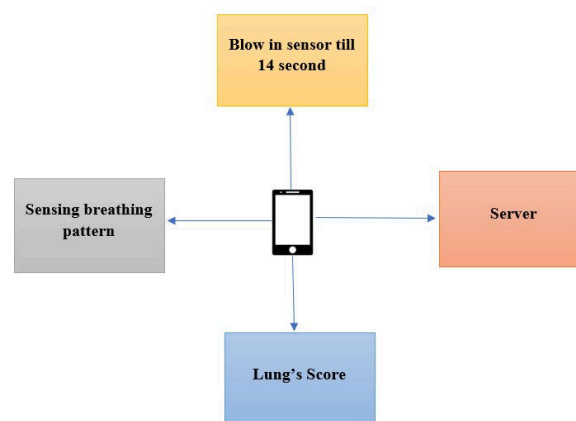 Blow in sensor till
14 second
Sensing breathing
pattern
Server
Lung’s Score